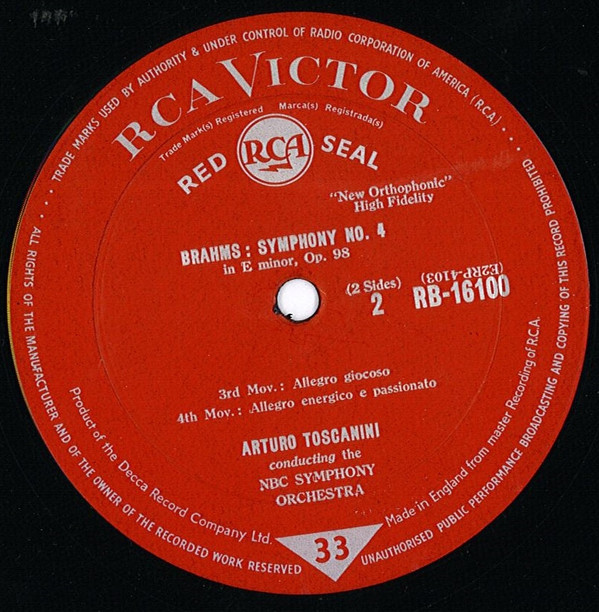 TRADE MARKS USED BY AUTHORITY & UNDER CONTROL OF RADIO CORPORATION OF AMERICA (R.C.A.)
RCA VICTOR
Trade Mark(s) Registered Marca(s) Registrada(s)
RED RCA SEAL
"New Orthophonic"
High Fidelity
BRAHMS : SYMPHONY NO. 4
in E minor, Op. 98
(2 Sides)
2
(E2RP-4103)
RB-16100
3rd Mov. : Allegro giocoso
4th Mov. : Allegro energico e passionato
ARTURO TOSCANINI
conducting the
NBC SYMPHONY
ORCHESTRA
Product of the Decca Record Company Ltd.
33
Made in England from master Recording of R.C.A.
ALL RIGHTS OF THE MANUFACTURER AND OF THE OWNER OF THE RECORDED WORK RESERVED
UNAUTHORISED PUBLIC PERFORMANCE BROADCASTING AND COPYING OF THIS RECORD PROHIBITED